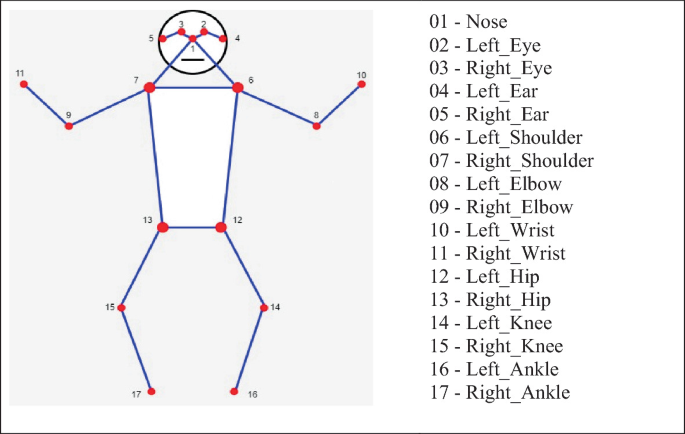 3
2
5
4
1
11
10
7
6
9
8
13
12
15
14
17
16
01 - Nose
02 - Left_Eye
03 - Right_Eye
04 - Left_Ear
05 - Right_Ear
06 - Left_Shoulder
07 - Right_Shoulder
08 - Left_Elbow
09 - Right_Elbow
10 - Left_Wrist
11 - Right_Wrist
12 - Left_Hip
13 - Right_Hip
14 - Left_Knee
15 - Right_Knee
16 - Left_Ankle
17 - Right_Ankle